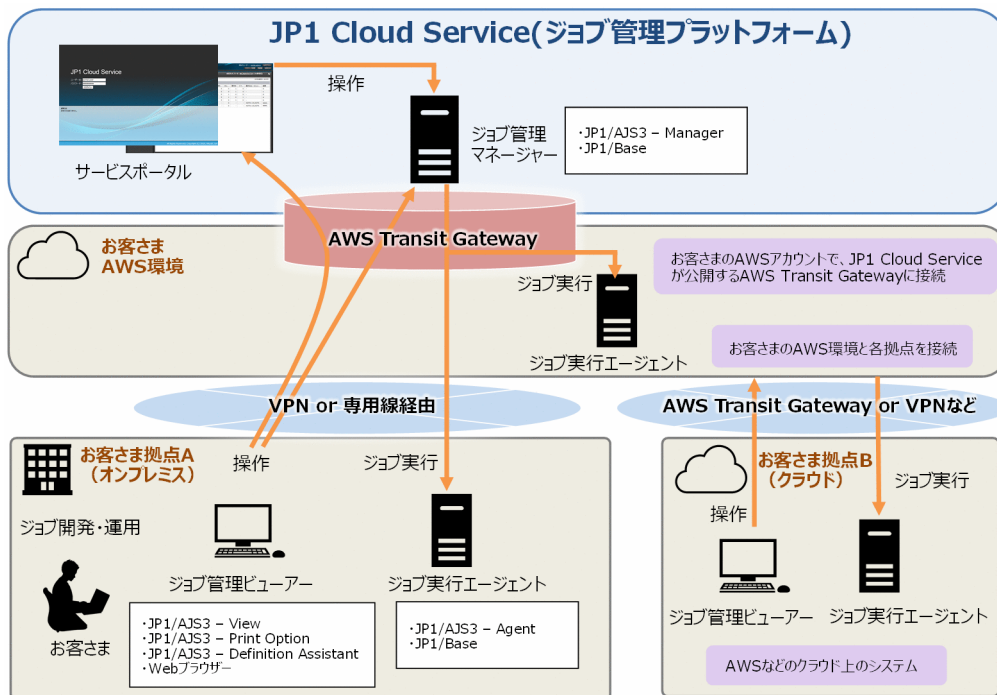 JP1 Cloud Service(ジョブ管理プラットフォーム)
JP1 Cloud Service
操作
サービスポータル
ジョブ管理
マネージャー
・JP1/AJS3 – Manager
・JP1/Base
AWS Transit Gateway
お客さま
AWS環境
ジョブ実行
ジョブ実行エージェント
お客さまのAWSアカウントで、JP1 Cloud Service
が公開するAWS Transit Gatewayに接続
お客さまのAWS環境と各拠点を接続
VPN or 専用線経由
AWS Transit Gateway or VPNなど
お客さま拠点A
（オンプレミス）
操作
ジョブ実行
ジョブ開発・運用
お客さま
ジョブ管理ビューアー
・JP1/AJS3 – View
・JP1/AJS3 – Print Option
・JP1/AJS3 – Definition Assistant
・Webブラウザー
ジョブ実行エージェント
・JP1/AJS3 – Agent
・JP1/Base
お客さま拠点B
（クラウド）
操作
ジョブ実行
ジョブ管理ビューアー
ジョブ実行エージェント
AWSなどのクラウド上のシステム